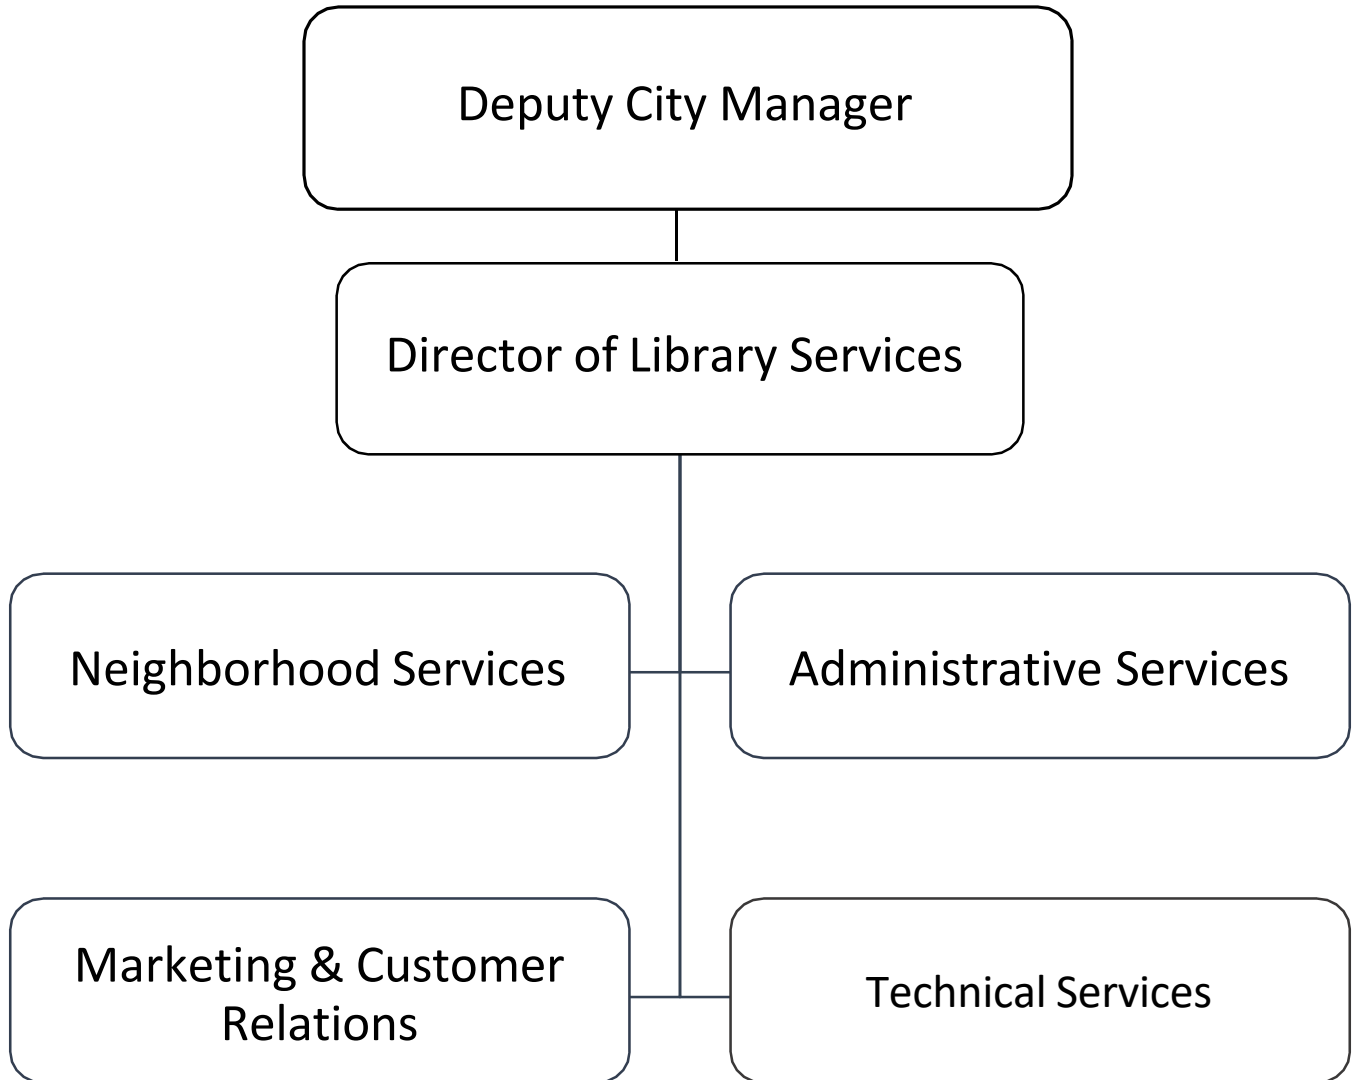 Deputy City Manager
Director of Library Services
Neighborhood Services
Administrative Services
Marketing & Customer
Relations
Technical Services